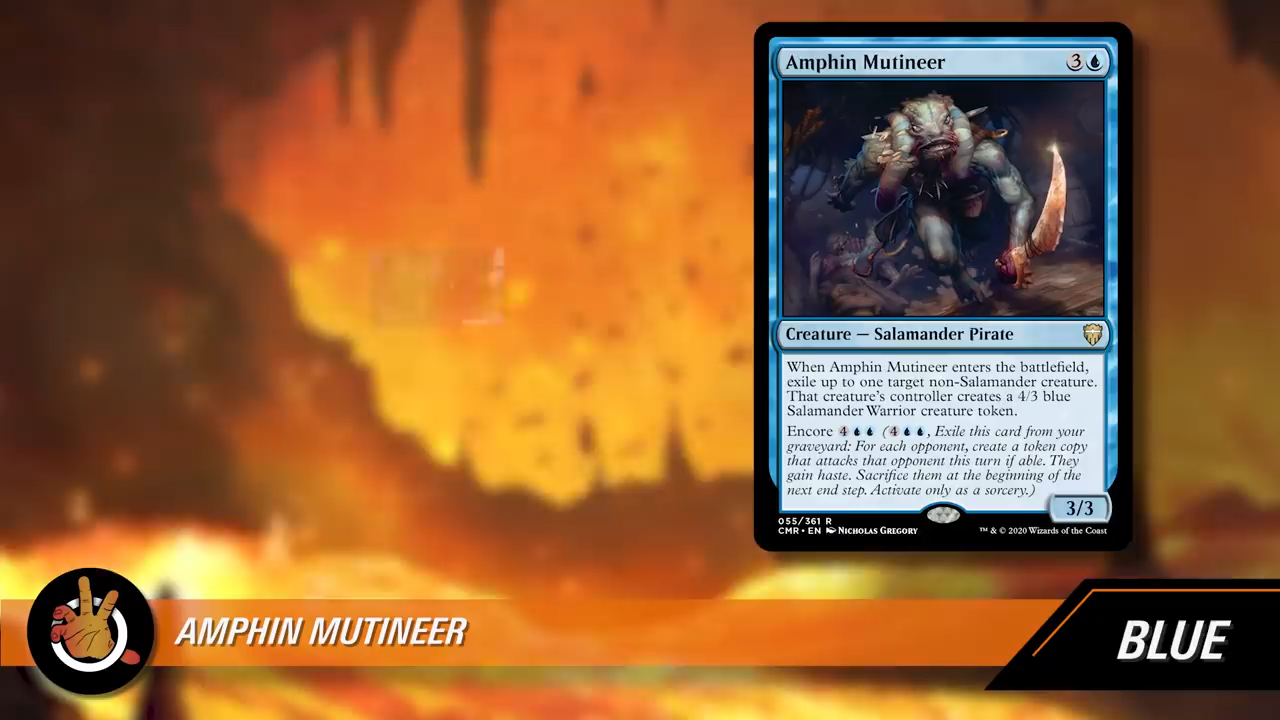 Amphin Mutineer 3
Creature — Salamander Pirate
When Amphin Mutineer enters the battlefield,
exile up to one target non-Salamander creature.
That creature's controller creates a 4/3 blue
Salamander Warrior creature token.
Encore 4 (4, Exile this card from your
graveyard: For each opponent, create a token copy
that attacks that opponent this turn if able. They
gain haste. Sacrifice them at the beginning of the
next end step. Activate only as a sorcery.)
3/3
055/361 R
CMR • EN Nicholas Gregory
™ & © 2020 Wizards of the Coast
AMPHIN MUTINEER
BLUE